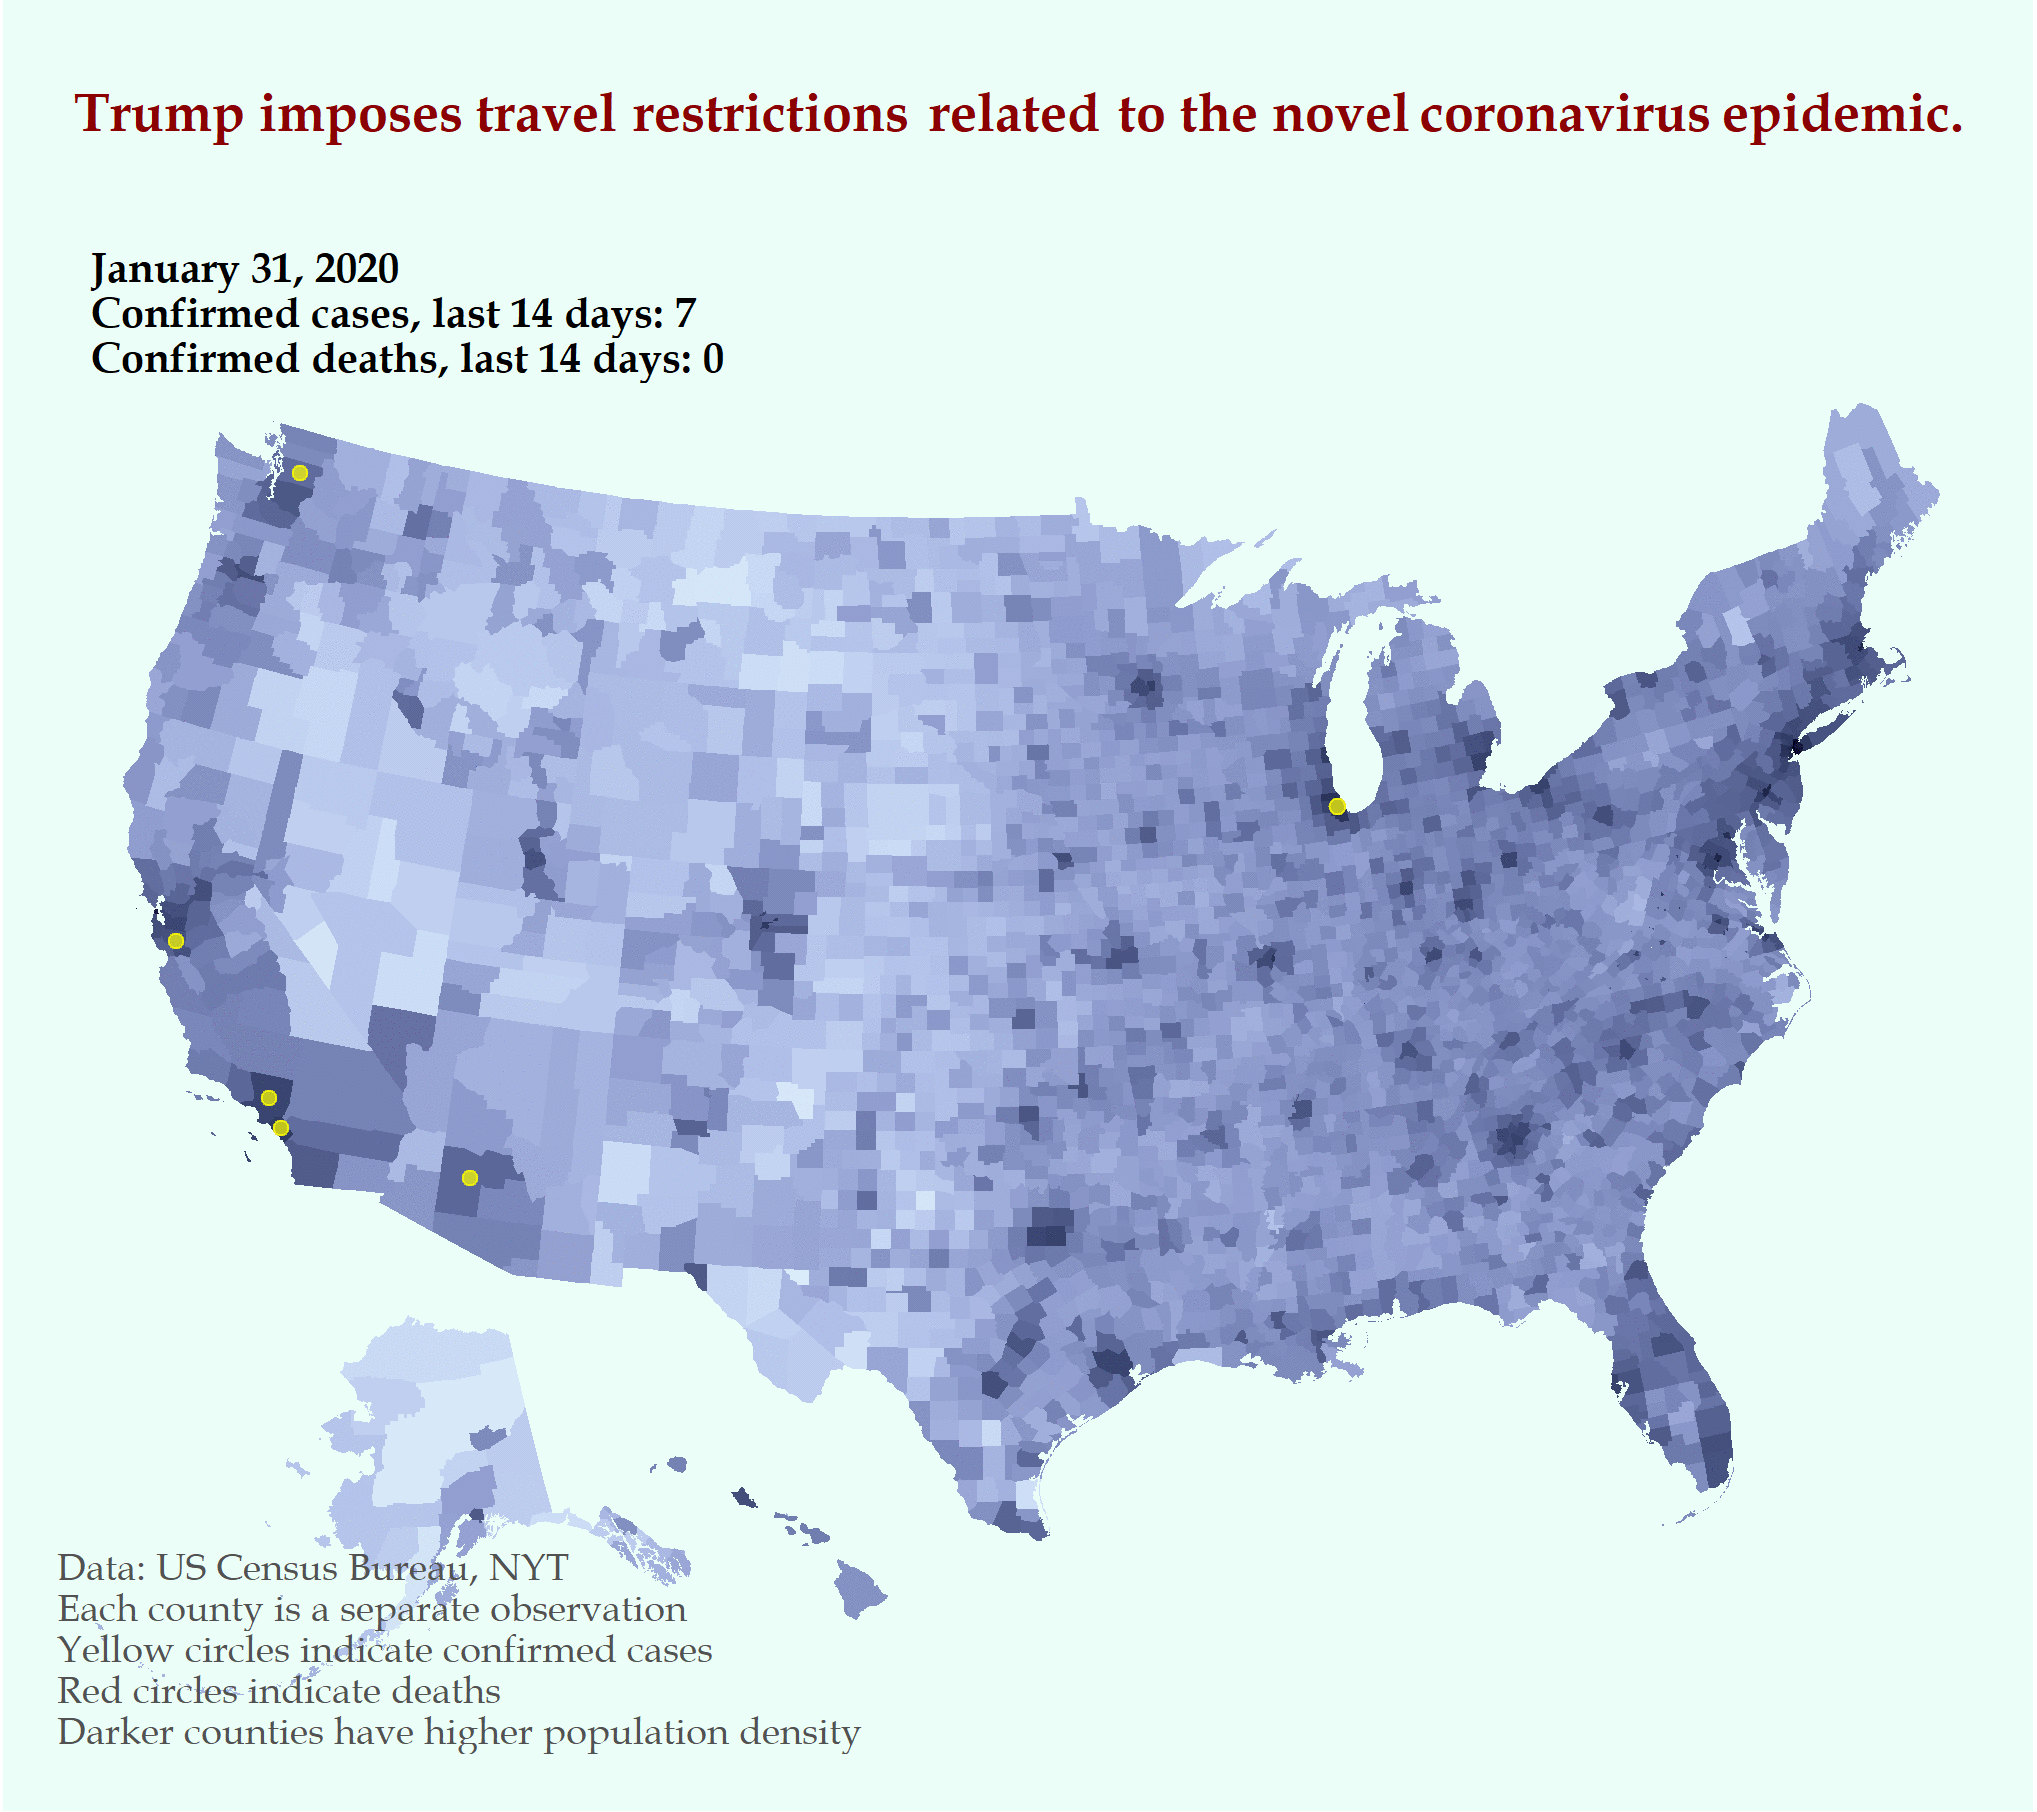 Trump imposes travel restrictions related to the novel coronavirus epidemic.
January 31, 2020
Confirmed cases, last 14 days: 7
Confirmed deaths, last 14 days: 0
Data: US Census Bureau, NYT
Each county is a separate observation
Yellow circles indicate confirmed cases
Red circles indicate deaths
Darker counties have higher population density